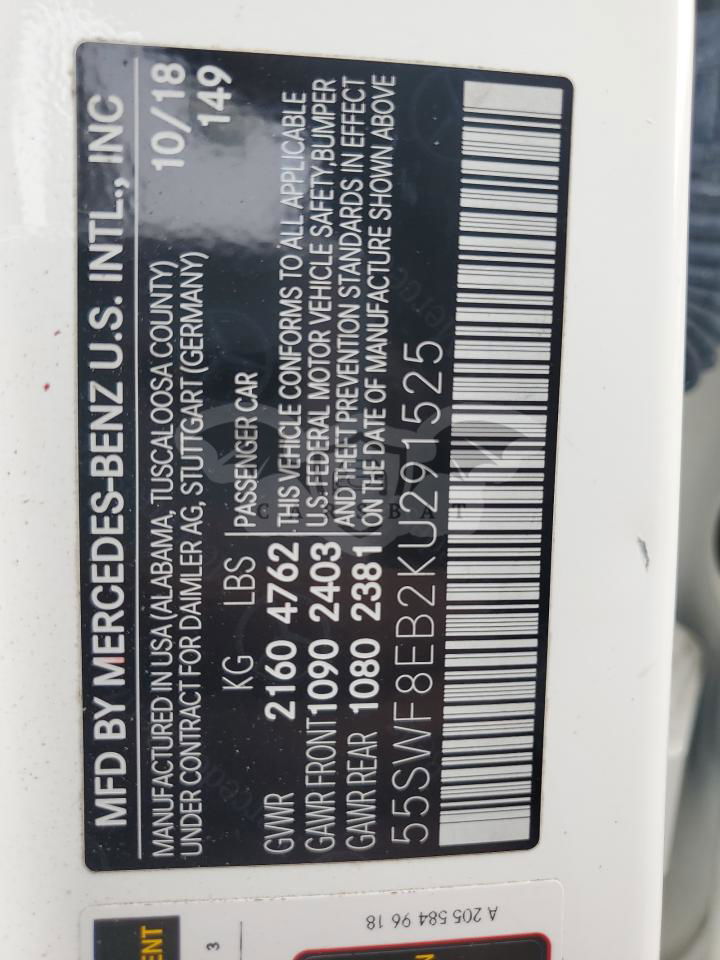 MFD BY MERCEDES-BENZ U.S. INTL., INC
10/18
149
MANUFACTURED IN USA (ALABAMA, TUSCALOOSA COUNTY)
UNDER CONTRACT FOR DAIMLER AG, STUTTGART (GERMANY)
KG LBS PASSENGER CAR
GVWR 2160 4762
GAWR FRONT 1090 2403
GAWR REAR 1080 2381
THIS VEHICLE CONFORMS TO ALL APPLICABLE
U.S. FEDERAL MOTOR VEHICLE SAFETY, BUMPER
AND THEFT PREVENTION STANDARDS IN EFFECT
ON THE DATE OF MANUFACTURE SHOWN ABOVE
55SWF8EB2KU291525
CARSBAT
A 205 584 96 18
3